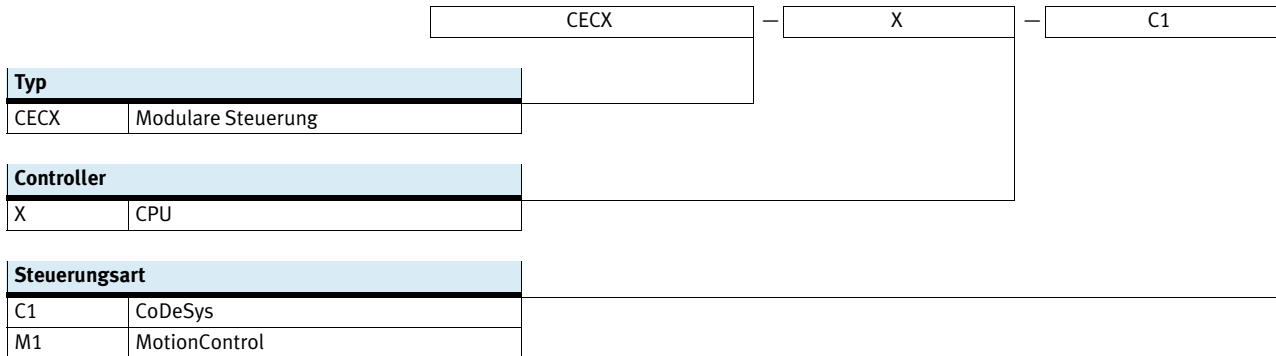 CECX — X — C1
Typ
CECX Modulare Steuerung
Controller
X CPU
Steuerungsart
C1 CoDeSys
M1 MotionControl